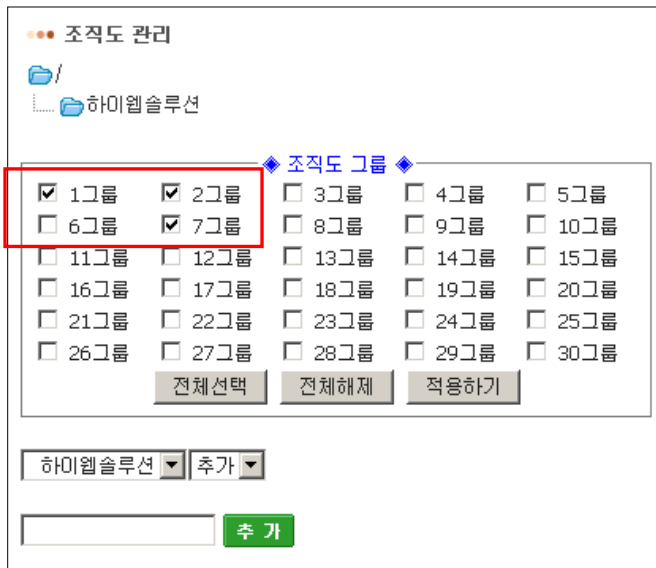 조직도 관리
/
하이웹솔루션
◈ 조직도 그룹 ◈
1그룹 2그룹 3그룹 4그룹 5그룹
6그룹 7그룹 8그룹 9그룹 10그룹
11그룹 12그룹 13그룹 14그룹 15그룹
16그룹 17그룹 18그룹 19그룹 20그룹
21그룹 22그룹 23그룹 24그룹 25그룹
26그룹 27그룹 28그룹 29그룹 30그룹
전체선택 전체해제 적용하기
하이웹솔루션 추가
추 가